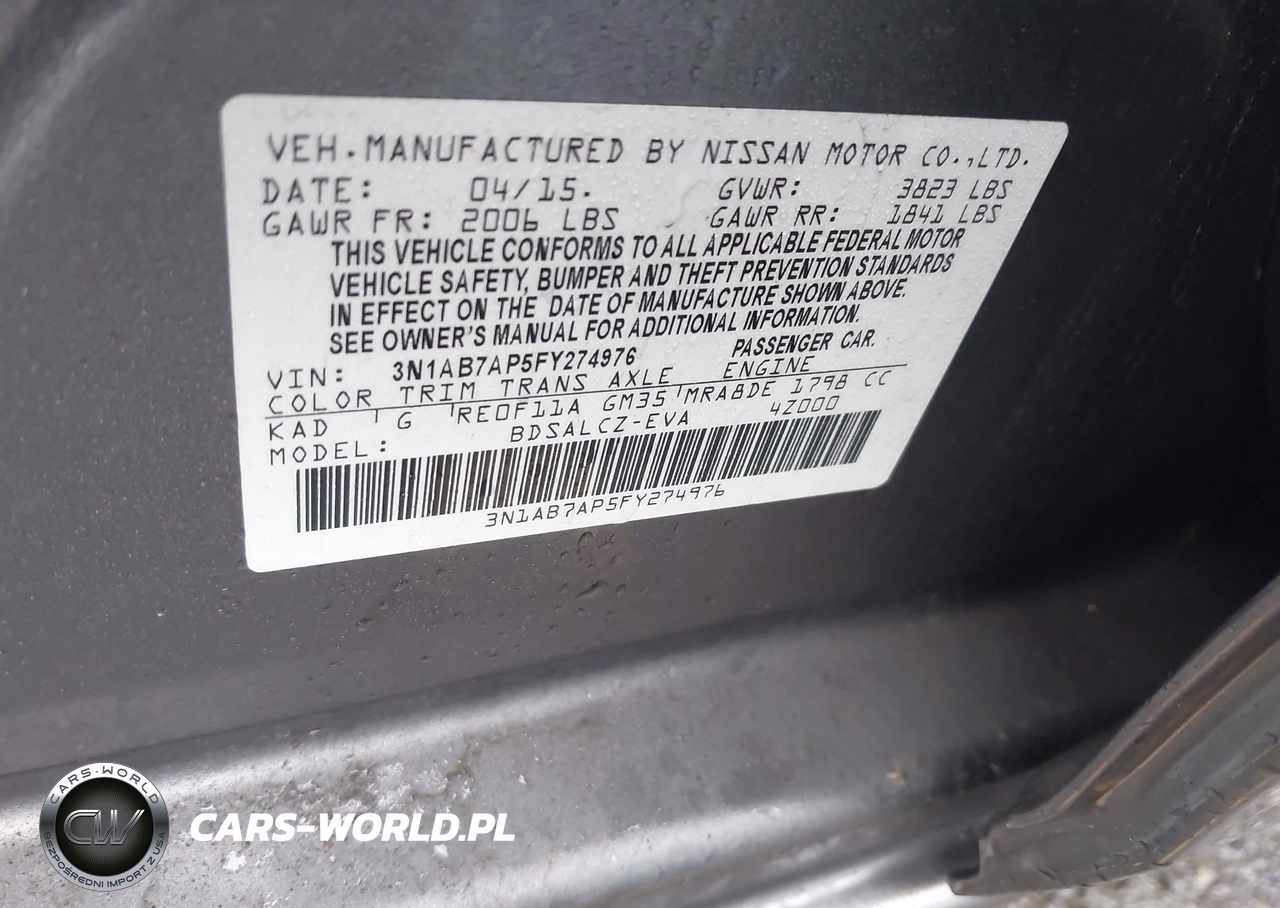 VEH.MANUFACTURED BY NISSAN MOTOR CO.,LTD.
DATE: 04/15. GVWR: 3823 LBS
GAWR FR: 2006 LBS GAWR RR: 1841 LBS
THIS VEHICLE CONFORMS TO ALL APPLICABLE FEDERAL MOTOR
VEHICLE SAFETY, BUMPER AND THEFT PREVENTION STANDARDS
IN EFFECT ON THE DATE OF MANUFACTURE SHOWN ABOVE.
SEE OWNER'S MANUAL FOR ADDITIONAL INFORMATION.
VIN: 3N1AB7AP5FY274976 PASSENGER CAR.
COLOR TRIM TRANS AXLE ENGINE
KAD G RE0F11A GM35 MRA8DE 1798 CC
MODEL: BDSALCZ-EVA 4Z000
3N1AB7AP5FY274976
CARS-WORLD
CW
BEZPOŚREDNI IMPORT Z USA
CARS-WORLD.PL